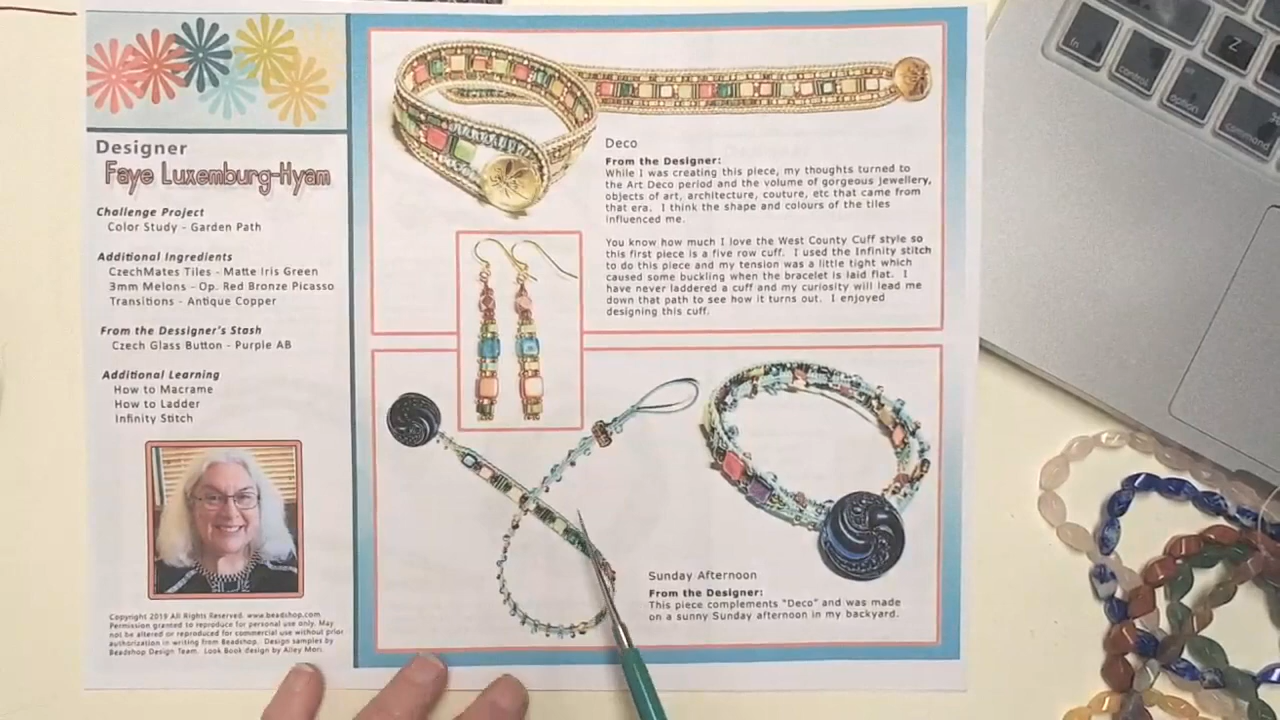 Designer
Faye Luxemburg-Hyam
Challenge Project
Color Study - Garden Path
Additional Ingredients
CzechMates Tiles - Matte Iris Green
3mm Melons - Op. Red Bronze Picasso
Transitions - Antique Copper
From the Dessigner's Stash
Czech Glass Button - Purple AB
Additional Learning
How to Macrame
How to Ladder
Infinity Stitch
Copyright 2019 All Rights Reserved. www.beadshop.com.
Permission granted to reproduce for personal use only. May
not be altered or reproduced for commercial use without prior
authorization in writing from Beadshop. Design samples by
Beadshop Design Team. Look Book design by Alley Mori.
Deco
From the Designer:
While I was creating this piece, my thoughts turned to
the Art Deco period and the volume of gorgeous jewellery,
objects of art, architecture, couture, etc that came from
that era. I think the shape and colours of the tiles
influenced me.
You know how much I love the West County Cuff style so
this first piece is a five row cuff. I used the Infinity stitch
to do this piece and my tension was a little tight which
caused some buckling when the bracelet is laid flat. I
have never laddered a cuff and my curiosity will lead me
down that path to see how it turns out. I enjoyed
designing this cuff.
Sunday Afternoon
From the Designer:
This piece complements "Deco" and was made
on a sunny Sunday afternoon in my backyard.
Z
fn
control
option
command